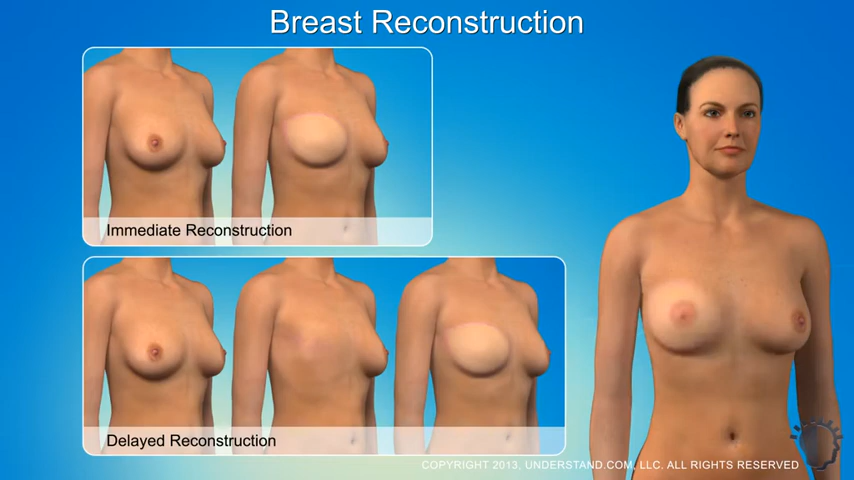 Breast Reconstruction
Immediate Reconstruction
Delayed Reconstruction
COPYRIGHT 2013, UNDERSTAND.COM, LLC. ALL RIGHTS RESERVED